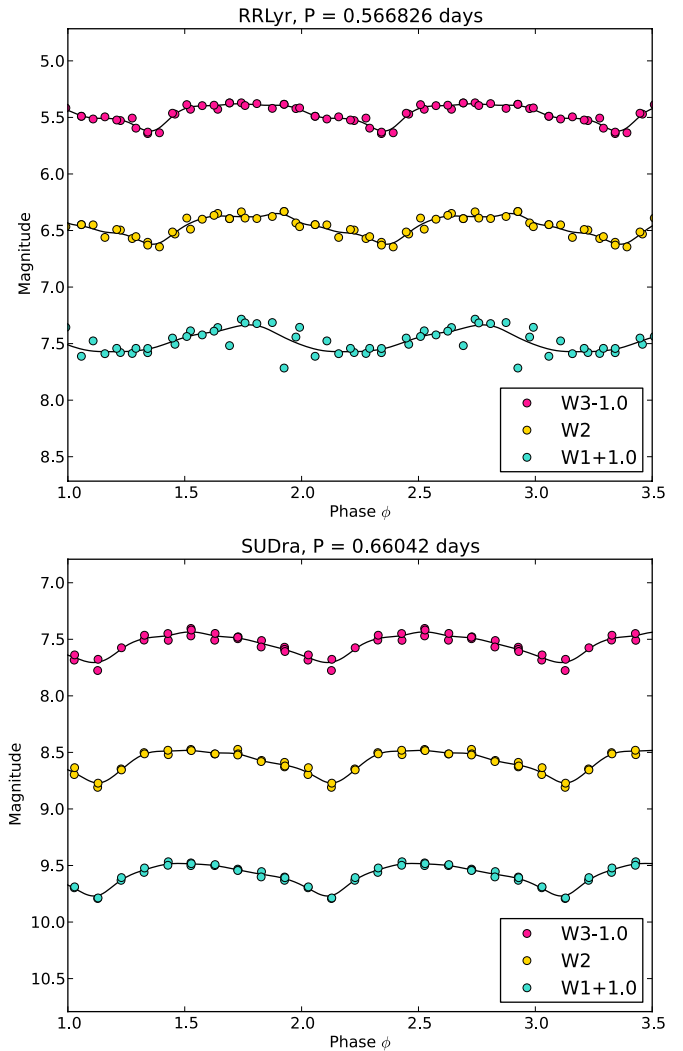 RRLyr, P = 0.566826 days
5.0
5.5
6.0
6.5
7.0
7.5
8.0
8.5
Magnitude
W3-1.0
W2
W1+1.0
1.0 1.5 2.0 2.5 3.0 3.5
Phase ϕ
SUDra, P = 0.66042 days
7.0
7.5
8.0
8.5
9.0
9.5
10.0
10.5
Magnitude
W3-1.0
W2
W1+1.0
1.0 1.5 2.0 2.5 3.0 3.5
Phase ϕ